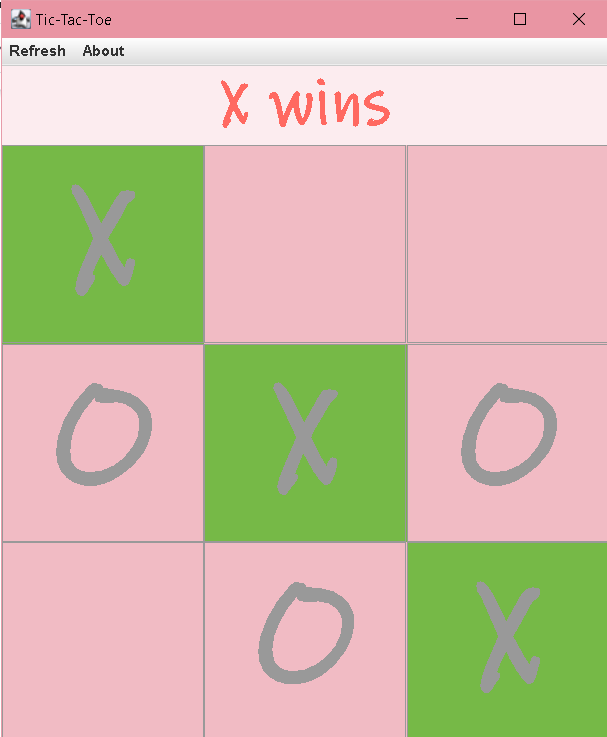 Tic-Tac-Toe
Refresh About
X wins
X
O X O
O X